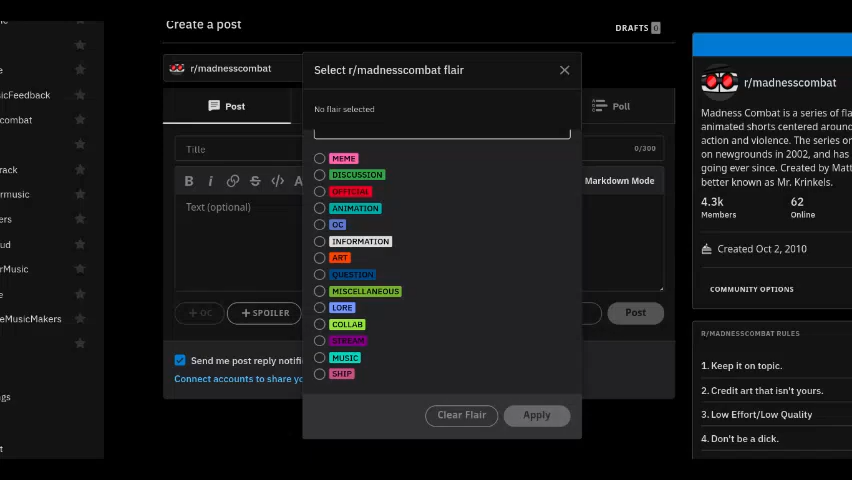 Create a post
DRAFTS 0
r/madnesscombat
Select r/madnesscombat flair
No flair selected
Post
Poll
Title
0/300
B i S </> A
Markdown Mode
Text (optional)
MEME
DISCUSSION
OFFICIAL
ANIMATION
OC
INFORMATION
ART
QUESTION
MISCELLANEOUS
LORE
COLLAB
STREAM
MUSIC
SHIP
+ OC
+ SPOILER
Post
Send me post reply notifi
Connect accounts to share yo
Clear Flair
Apply
r/madnesscombat
Madness Combat is a series of fla
animated shorts centered around
action and violence. The series or
on newgrounds in 2002, and has
going ever since. Created by Matt
better known as Mr. Krinkels.
4.3k
Members
62
Online
Created Oct 2, 2010
COMMUNITY OPTIONS
R/MADNESSCOMBAT RULES
1. Keep it on topic.
2. Credit art that isn't yours.
3. Low Effort/Low Quality
4. Don't be a dick.
e
sicFeedback
combat
rack
rmusic
ers
ud
rMusic
e
eMusicMakers
gs
t